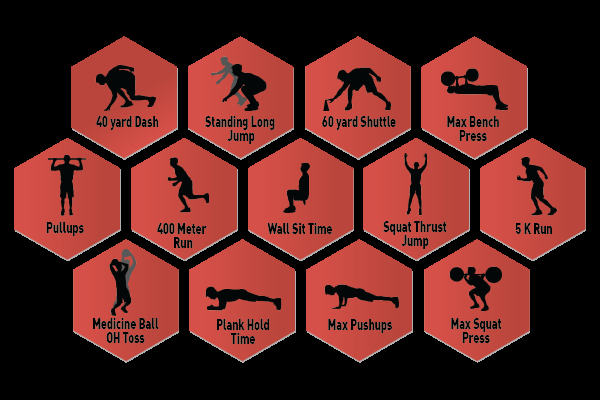 40 yard Dash
Standing Long
Jump
60 yard Shuttle
Max Bench
Press
Pullups
400 Meter
Run
Wall Sit Time
Squat Thrust
Jump
5 K Run
Medicine Ball
OH Toss
Plank Hold
Time
Max Pushups
Max Squat
Press